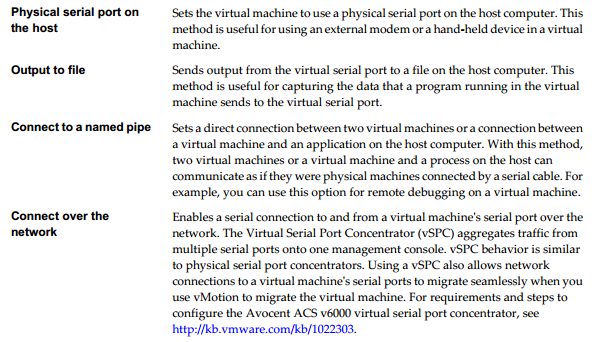 Physical serial port on
the host
Sets the virtual machine to use a physical serial port on the host computer. This
method is useful for using an external modem or a hand-held device in a virtual
machine.
Output to file
Sends output from the virtual serial port to a file on the host computer. This
method is useful for capturing the data that a program running in the virtual
machine sends to the virtual serial port.
Connect to a named pipe
Sets a direct connection between two virtual machines or a connection between
a virtual machine and an application on the host computer. With this method,
two virtual machines or a virtual machine and a process on the host can
communicate as if they were physical machines connected by a serial cable. For
example, you can use this option for remote debugging on a virtual machine.
Connect over the
network
Enables a serial connection to and from a virtual machine's serial port over the
network. The Virtual Serial Port Concentrator (vSPC) aggregates traffic from
multiple serial ports onto one management console. vSPC behavior is similar
to physical serial port concentrators. Using a vSPC also allows network
connections to a virtual machine's serial ports to migrate seamlessly when you
use vMotion to migrate the virtual machine. For requirements and steps to
configure the Avocent ACS v6000 virtual serial port concentrator, see
http://kb.vmware.com/kb/1022303.